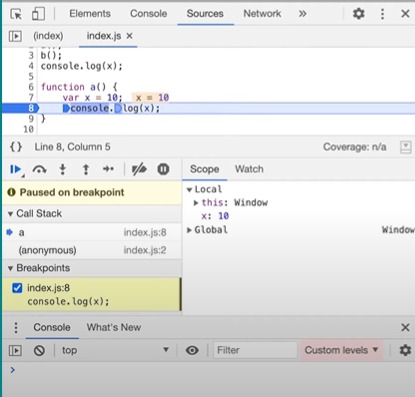 Elements Console Sources Network »
(index) index.js ×
3 b();
4 console.log(x);
5
6 function a() {
7 var x = 10; x = 10
8 console.log(x);
9 }
10
{} Line 8, Column 5 Coverage: n/a
Scope Watch
Paused on breakpoint
Call Stack
a index.js:8
(anonymous) index.js:2
Breakpoints
index.js:8
console.log(x);
Local
this: Window
x: 10
Global Window
Console What's New ×
top Filter Custom levels
>